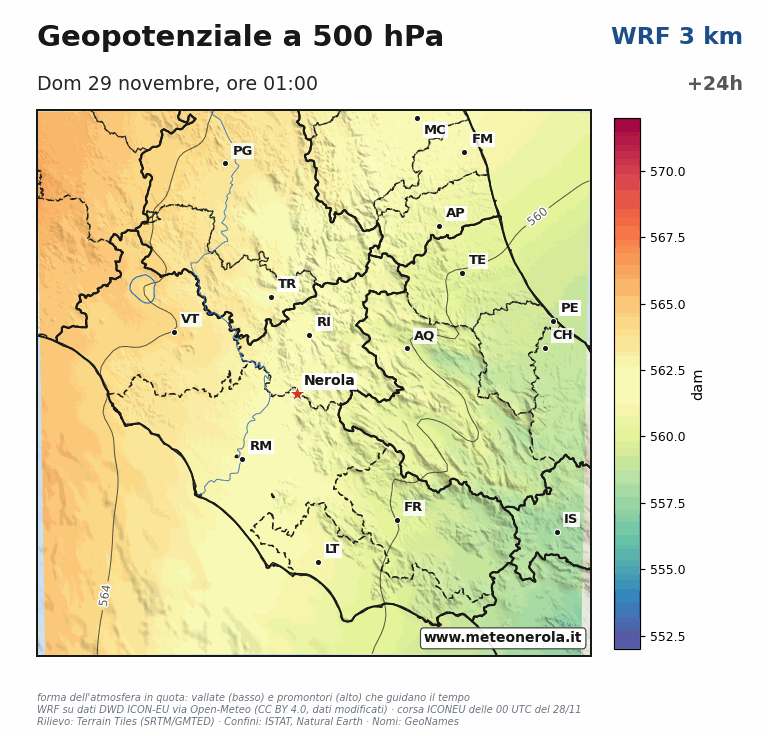 Geopotenziale a 500 hPa
WRF 3 km
Dom 29 novembre, ore 01:00
+24h
MC
FM
PG
AP
560
TE
TR
PE
VT
RI
AQ
CH
Nerola
RM
FR
IS
LT
564
www.meteonerola.it
570.0
567.5
565.0
562.5
560.0
557.5
555.0
552.5
dam
forma dell'atmosfera in quota: vallate (basso) e promontori (alto) che guidano il tempo
WRF su dati DWD ICON-EU via Open-Meteo (CC BY 4.0, dati modificati) · corsa ICONEU delle 00 UTC del 28/11
Rilievo: Terrain Tiles (SRTM/GMTED) · Confini: ISTAT, Natural Earth · Nomi: GeoNames